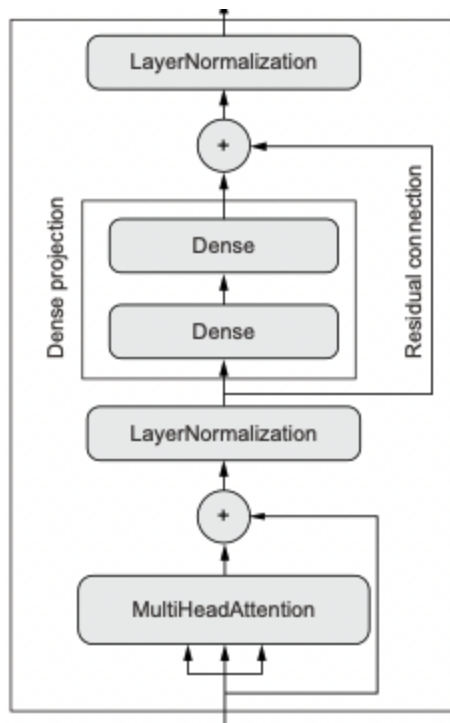 LayerNormalization
+
Dense projection
Dense
Dense
Residual connection
LayerNormalization
+
MultiHeadAttention